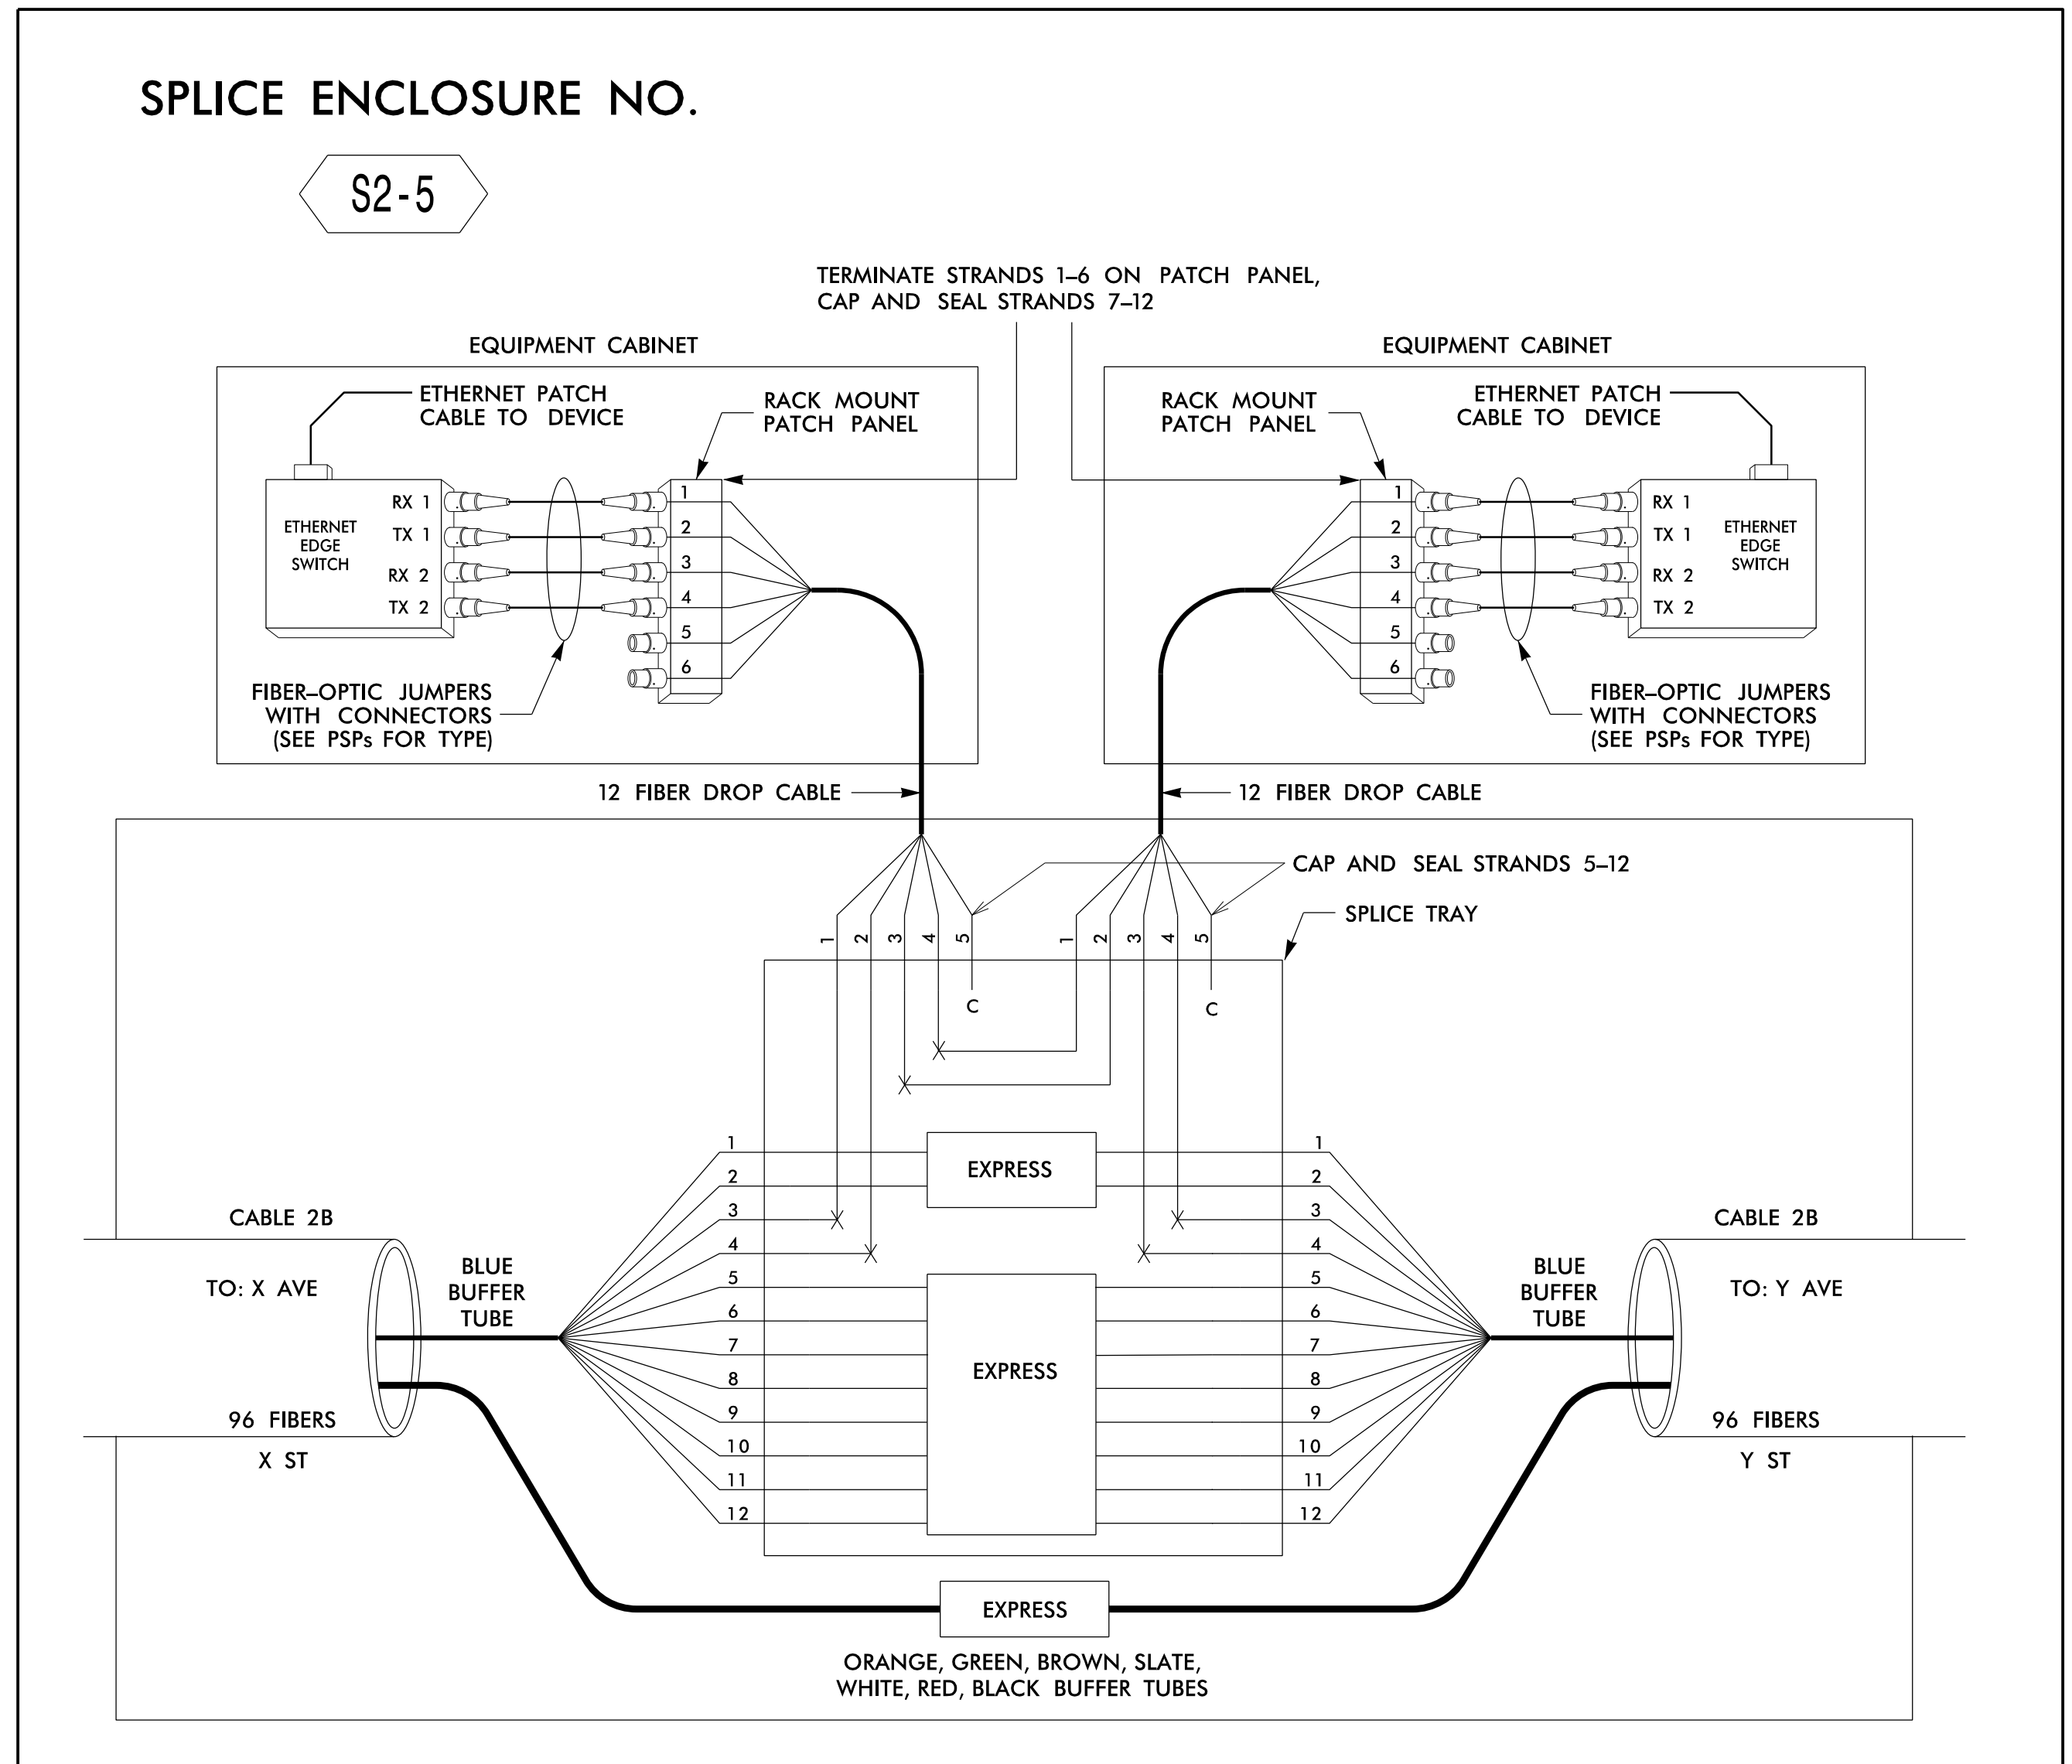 SPLICE ENCLOSURE NO.
S2-5
TERMINATE STRANDS 1–6 ON PATCH PANEL,
CAP AND SEAL STRANDS 7–12
EQUIPMENT CABINET
ETHERNET PATCH
CABLE TO DEVICE
RACK MOUNT
PATCH PANEL
ETHERNET
EDGE
SWITCH
RX 1
TX 1
RX 2
TX 2
1
2
3
4
5
6
FIBER–OPTIC JUMPERS
WITH CONNECTORS
(SEE PSPs FOR TYPE)
EQUIPMENT CABINET
RACK MOUNT
PATCH PANEL
ETHERNET PATCH
CABLE TO DEVICE
1
2
3
4
5
6
RX 1
TX 1
RX 2
TX 2
ETHERNET
EDGE
SWITCH
FIBER–OPTIC JUMPERS
WITH CONNECTORS
(SEE PSPs FOR TYPE)
12 FIBER DROP CABLE
12 FIBER DROP CABLE
CAP AND SEAL STRANDS 5–12
SPLICE TRAY
1
2
3
4
5
1
2
3
4
5
C
C
EXPRESS
1
2
3
4
5
6
7
8
9
10
11
12
1
2
3
4
5
6
7
8
9
10
11
12
EXPRESS
CABLE 2B
TO: X AVE
96 FIBERS
X ST
BLUE
BUFFER
TUBE
BLUE
BUFFER
TUBE
CABLE 2B
TO: Y AVE
96 FIBERS
Y ST
EXPRESS
ORANGE, GREEN, BROWN, SLATE,
WHITE, RED, BLACK BUFFER TUBES